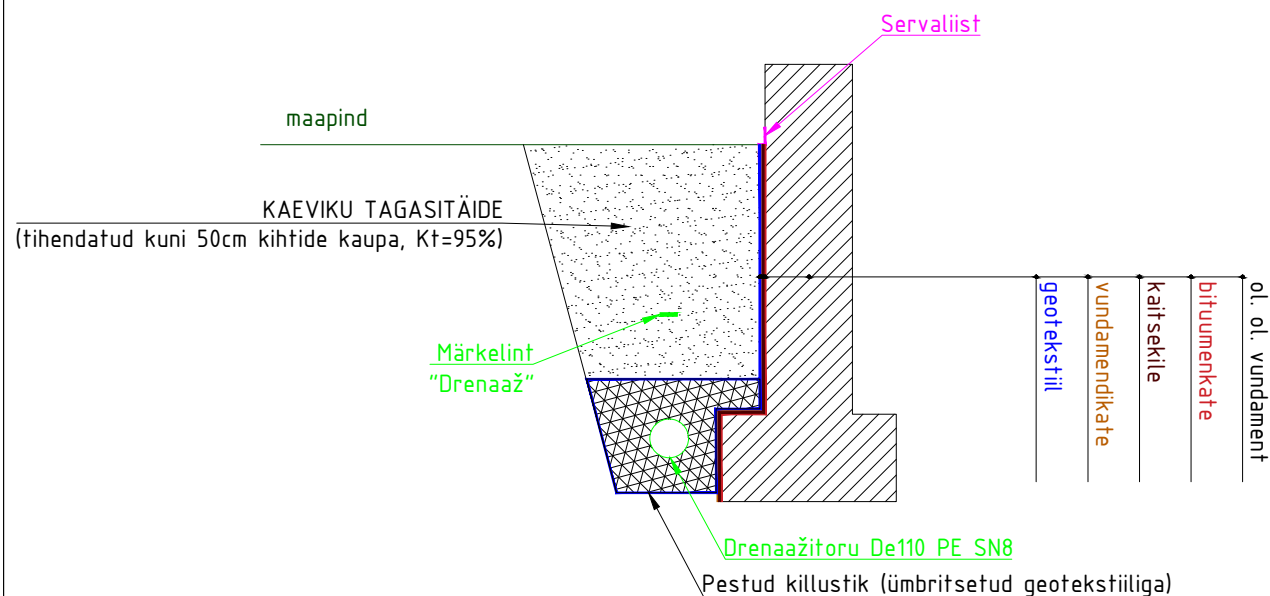 Servaliist
maapind
KAEVIKU TAGASITÄIDE
(tihendatud kuni 50cm kihtide kaupa, Kt=95%)
Märkelint
"Drenaaž"
geotekstiil
vundamendikate
kaitsekile
bituumenkate
ol. ol. vundament
Drenaažitoru De110 PE SN8
Pestud killustik (ümbritsetud geotekstiiliga)